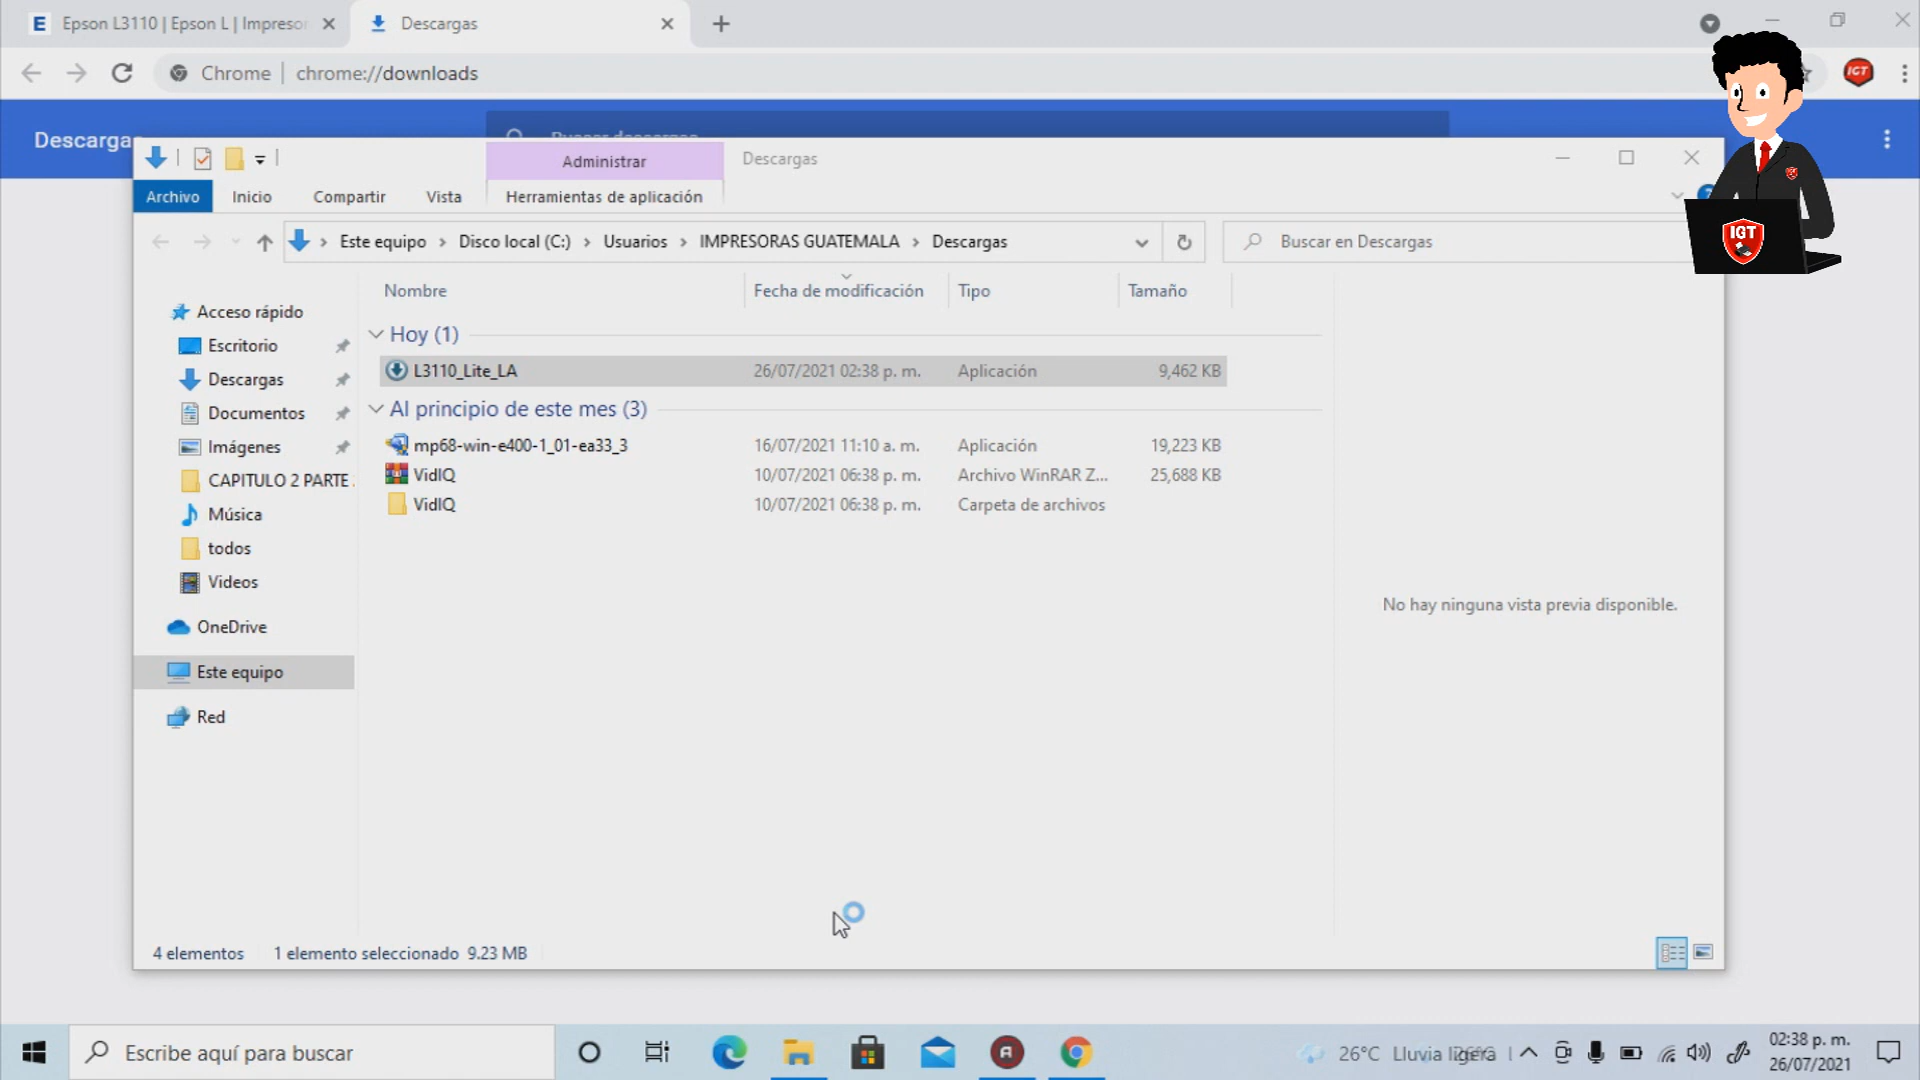 Epson L3110 | Epson L | Impresor
Descargas
Chrome
chrome://downloads
IGT
Descargas
Buscar descargas
Administrar
Descargas
Archivo
Inicio
Compartir
Vista
Herramientas de aplicación
Este equipo
Disco local (C:)
Usuarios
IMPRESORAS GUATEMALA
Descargas
Buscar en Descargas
IGT
Nombre
Fecha de modificación
Tipo
Tamaño
Acceso rápido
Escritorio
Descargas
Documentos
Imágenes
CAPITULO 2 PARTE
Música
todos
Videos
OneDrive
Este equipo
Red
Hoy (1)
L3110_Lite_LA 26/07/2021 02:38 p. m. Aplicación 9,462 KB
Al principio de este mes (3)
mp68-win-e400-1_01-ea33_3 16/07/2021 11:10 a. m. Aplicación 19,223 KB
VidIQ 10/07/2021 06:38 p. m. Archivo WinRAR Z... 25,688 KB
VidIQ 10/07/2021 06:38 p. m. Carpeta de archivos
No hay ninguna vista previa disponible.
4 elementos
1 elemento seleccionado 9.23 MB
Escribe aquí para buscar
26°C Lluvia ligera
02:38 p. m.
26/07/2021